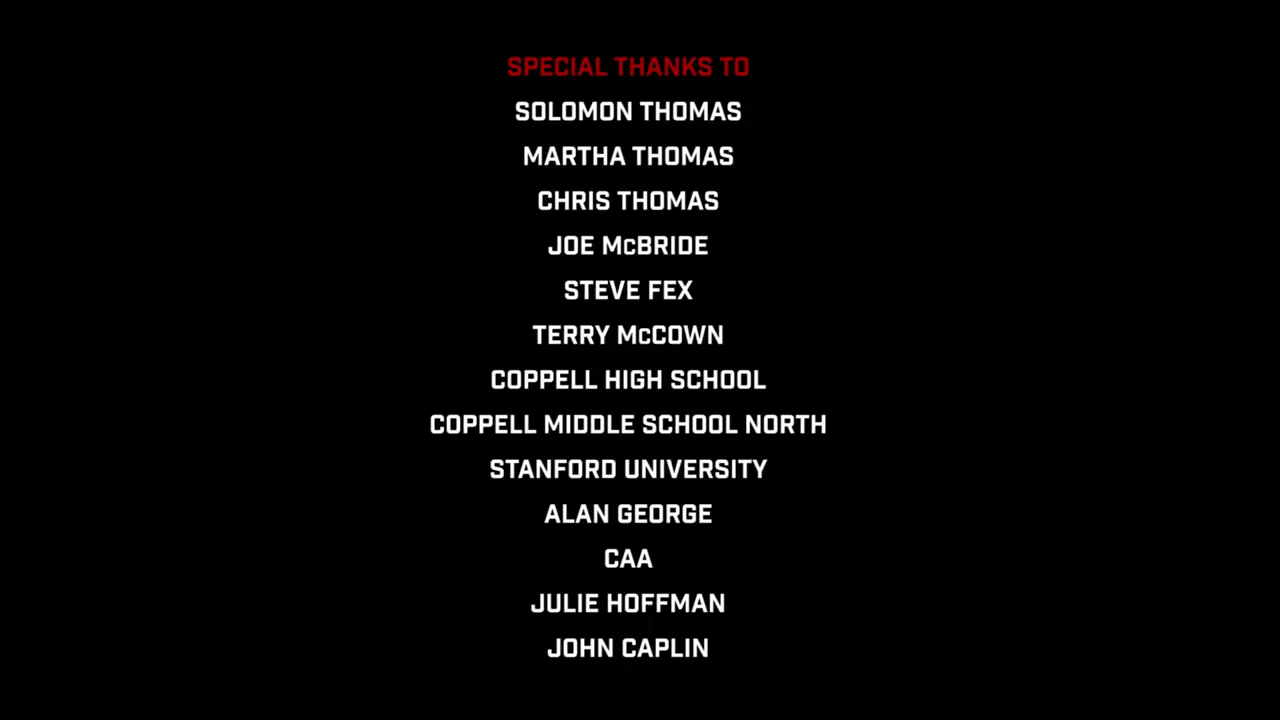 SPECIAL THANKS TO
SOLOMON THOMAS
MARTHA THOMAS
CHRIS THOMAS
JOE McBRIDE
STEVE FEX
TERRY McCOWN
COPPELL HIGH SCHOOL
COPPELL MIDDLE SCHOOL NORTH
STANFORD UNIVERSITY
ALAN GEORGE
CAA
JULIE HOFFMAN
JOHN CAPLIN